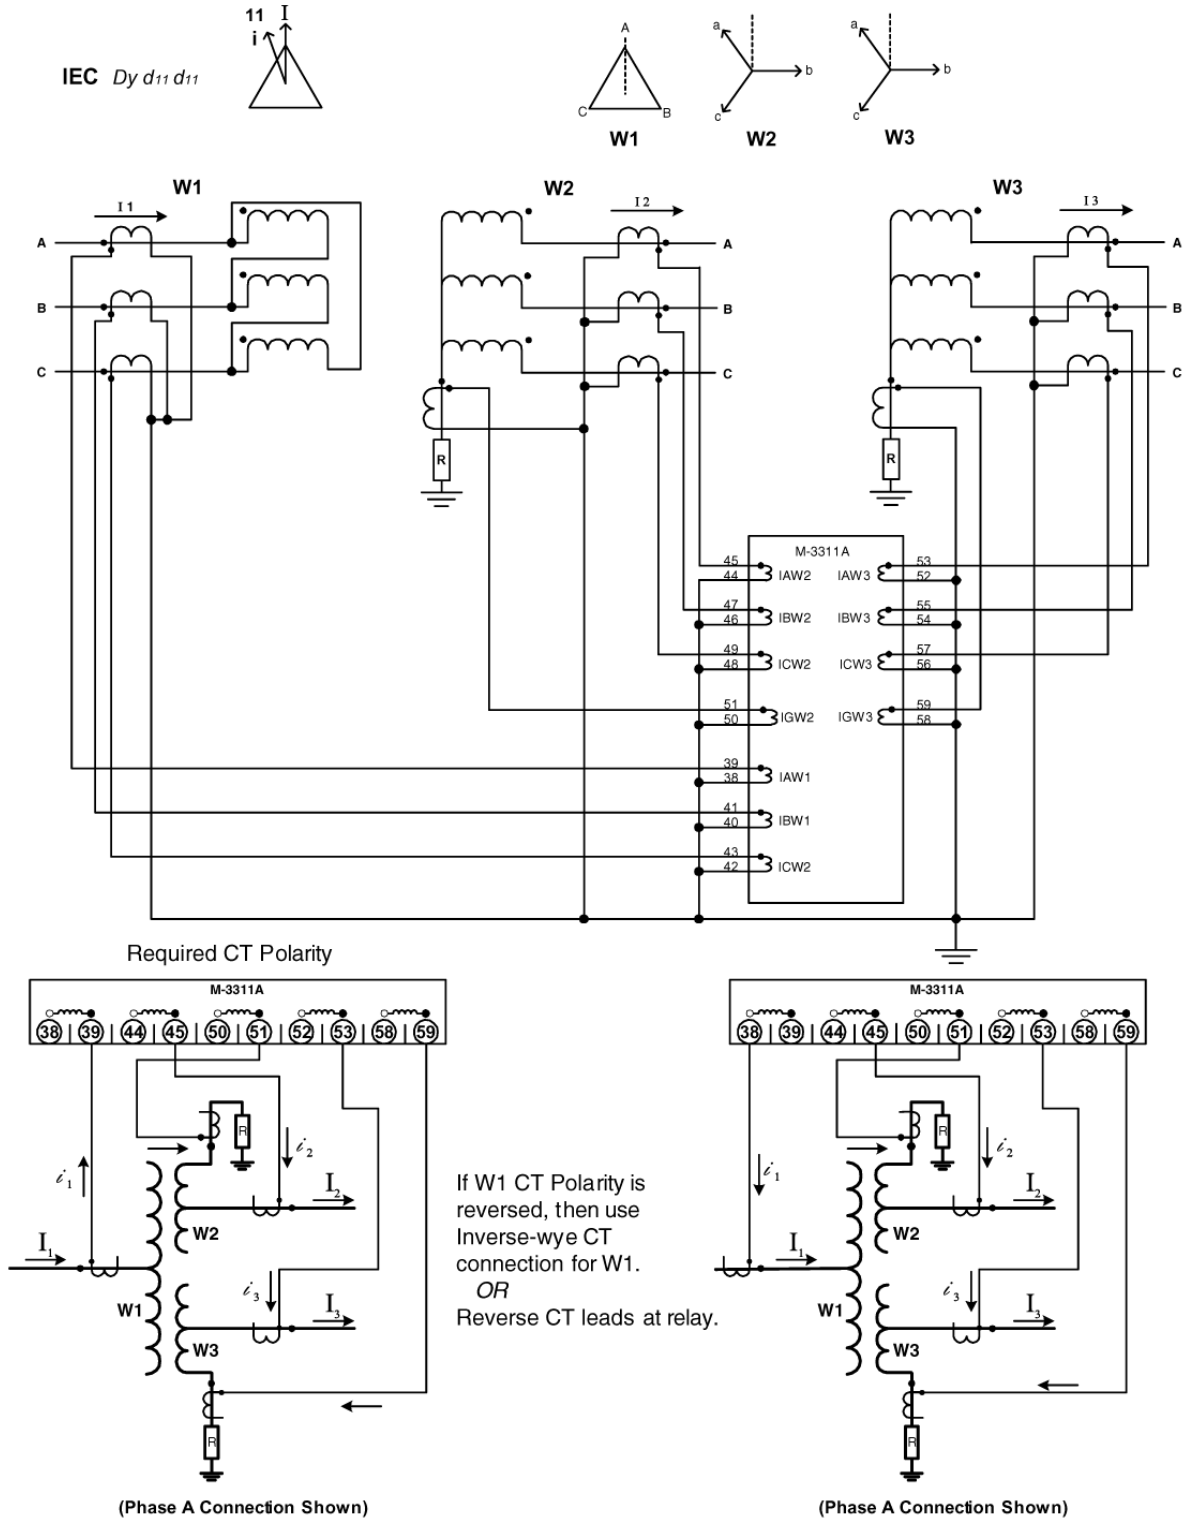 11 I
i
IEC Dy d11 d11
A
C B
W1
a
b
c
W2
a
b
c
W3
W1 W2 W3
I1 I2 I3
A A A
B B B
C C C
R R
M-3311A
45 53
44 IAW2 IAW3 52
47 55
46 IBW2 IBW3 54
49 57
48 ICW2 ICW3 56
51 59
50 IGW2 IGW3 58
39
38 IAW1
41
40 IBW1
43
42 ICW2
Required CT Polarity
M-3311A
38 39 44 45 50 51 52 53 58 59
R
i1
i2
I2
I1
W2
i3
I3
W1
W3
R
(Phase A Connection Shown)
If W1 CT Polarity is
reversed, then use
Inverse-wye CT
connection for W1.
OR
Reverse CT leads at relay.
M-3311A
38 39 44 45 50 51 52 53 58 59
R
i1
i2
I2
I1
W2
i3
I3
W1
W3
R
(Phase A Connection Shown)